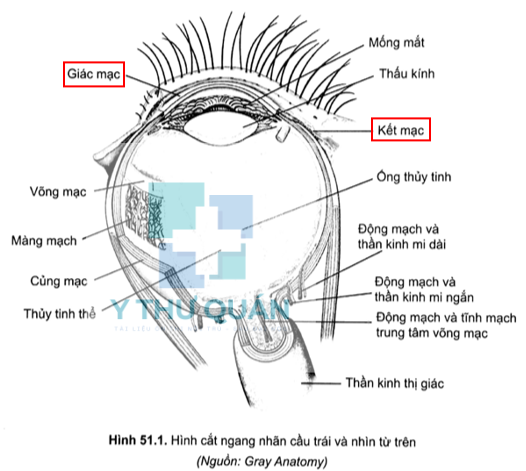 Mống mắt
Giác mạc
Thấu kính
Kết mạc
Võng mạc
Ống thủy tinh
Màng mạch
Động mạch và
thần kinh mi dài
Củng mạc
Động mạch và
thần kinh mi ngắn
Thủy tinh thể
Y THƯ QUÁN
Động mạch và tĩnh mạch
trung tâm võng mạc
Thần kinh thị giác
Hình 51.1. Hình cắt ngang nhãn cầu trái và nhìn từ trên
(Nguồn: Gray Anatomy)